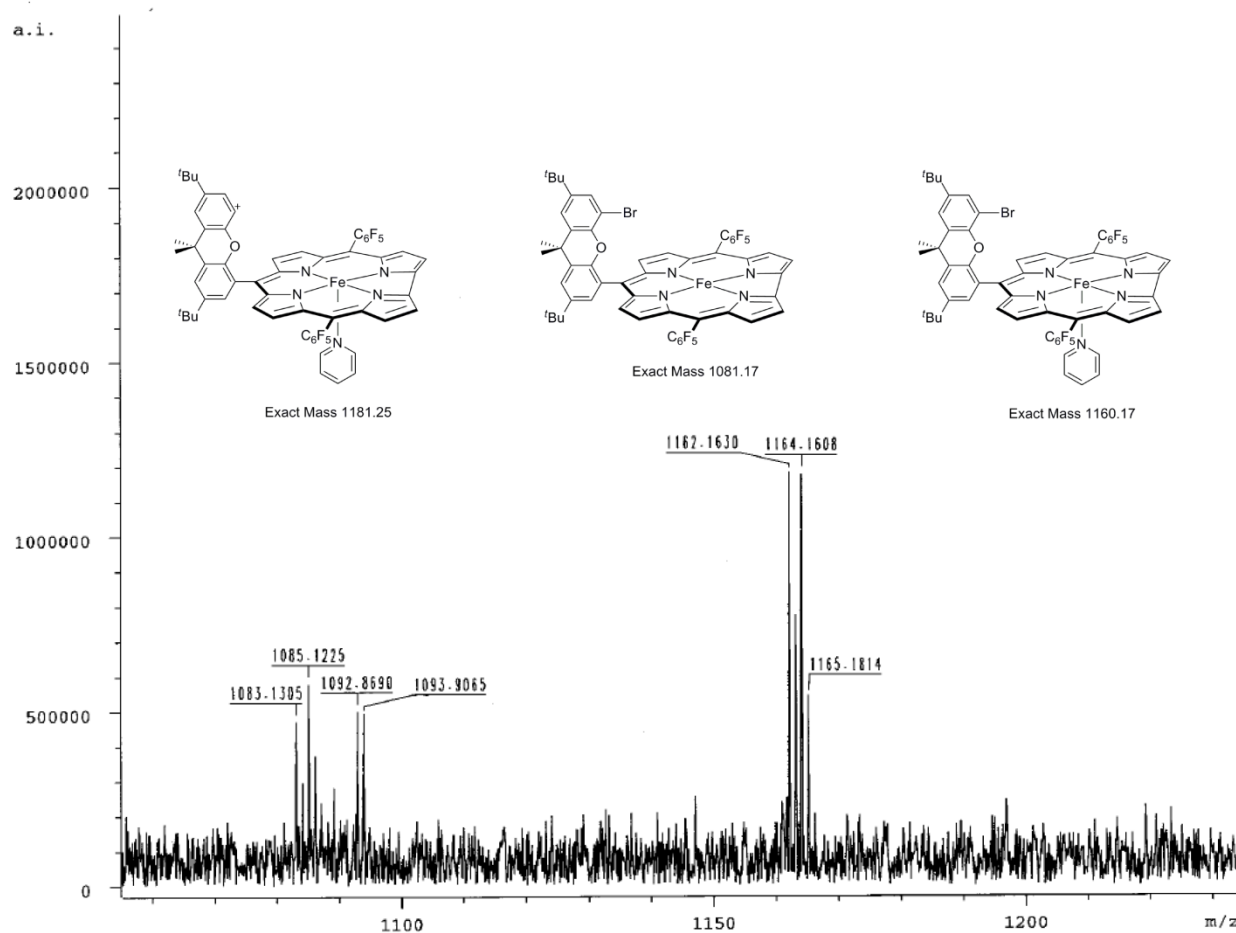 a.i.
2000000
1500000
1000000
500000
0
1100
1150
1200
m/z
tBu
+
O
tBu
C6F5
N
N
Fe
N
N
C6F5
N
Exact Mass 1181.25
tBu
Br
O
tBu
C6F5
N
N
Fe
N
N
C6F5
Exact Mass 1081.17
tBu
Br
O
tBu
C6F5
N
N
Fe
N
N
C6F5
N
Exact Mass 1160.17
1162.1630
1164.1608
1165.1814
1085.1225
1083.1305
1092.8690
1093.9065